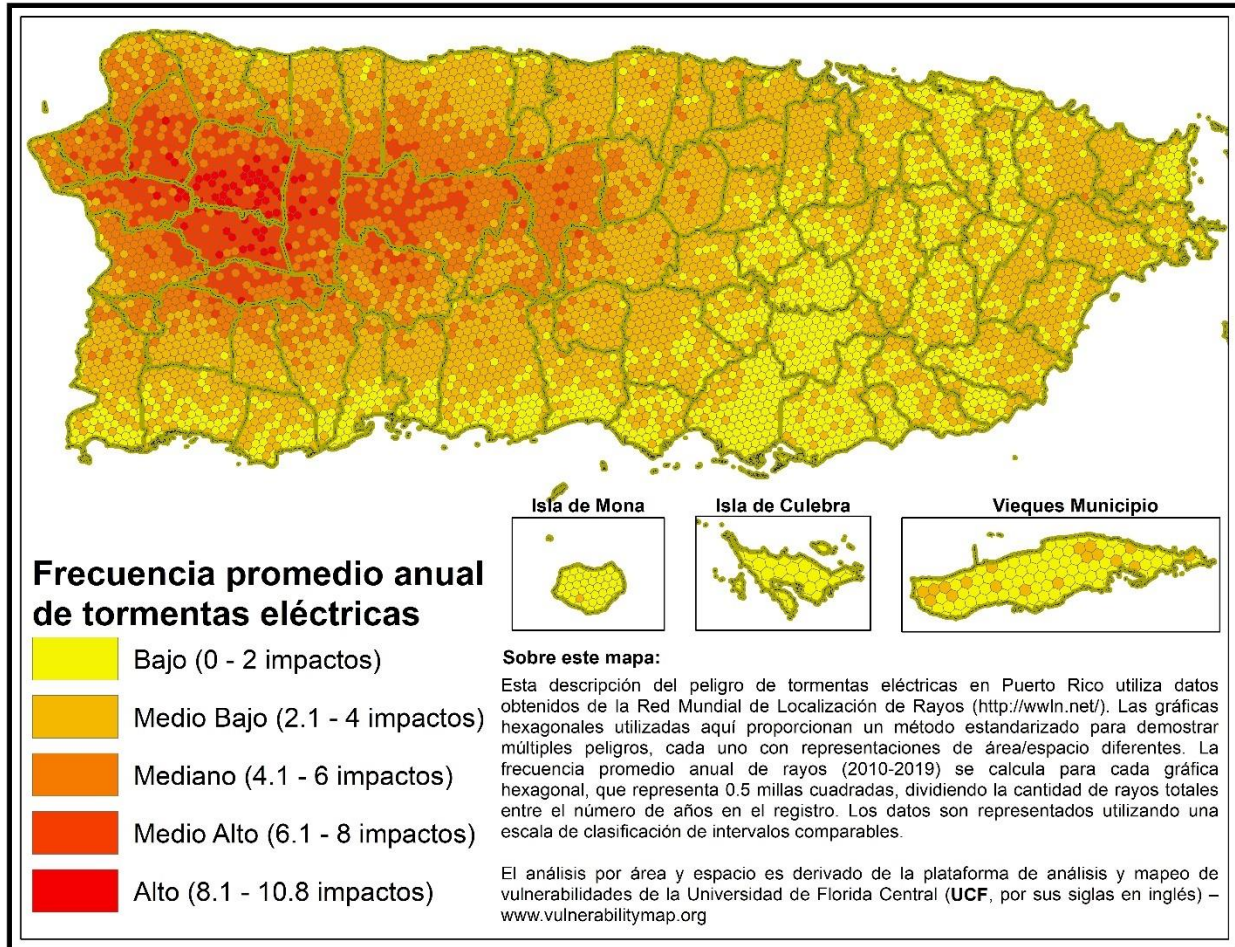 Isla de Mona
Isla de Culebra
Vieques Municipio
Frecuencia promedio anual
de tormentas eléctricas
Bajo (0 - 2 impactos)
Medio Bajo (2.1 - 4 impactos)
Mediano (4.1 - 6 impactos)
Medio Alto (6.1 - 8 impactos)
Alto (8.1 - 10.8 impactos)
Sobre este mapa:
Esta descripción del peligro de tormentas eléctricas en Puerto Rico utiliza datos
obtenidos de la Red Mundial de Localización de Rayos (http://wwln.net/). Las gráficas
hexagonales utilizadas aquí proporcionan un método estandarizado para demostrar
múltiples peligros, cada uno con representaciones de área/espacio diferentes. La
frecuencia promedio anual de rayos (2010-2019) se calcula para cada gráfica
hexagonal, que representa 0.5 millas cuadradas, dividiendo la cantidad de rayos totales
entre el número de años en el registro. Los datos son representados utilizando una
escala de clasificación de intervalos comparables.
El análisis por área y espacio es derivado de la plataforma de análisis y mapeo de
vulnerabilidades de la Universidad de Florida Central (UCF, por sus siglas en inglés) –
www.vulnerabilitymap.org